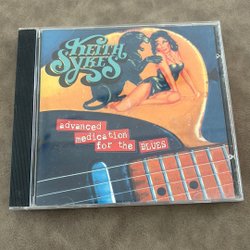 KEITH
SYKES
advanced
medication
for the BLUES